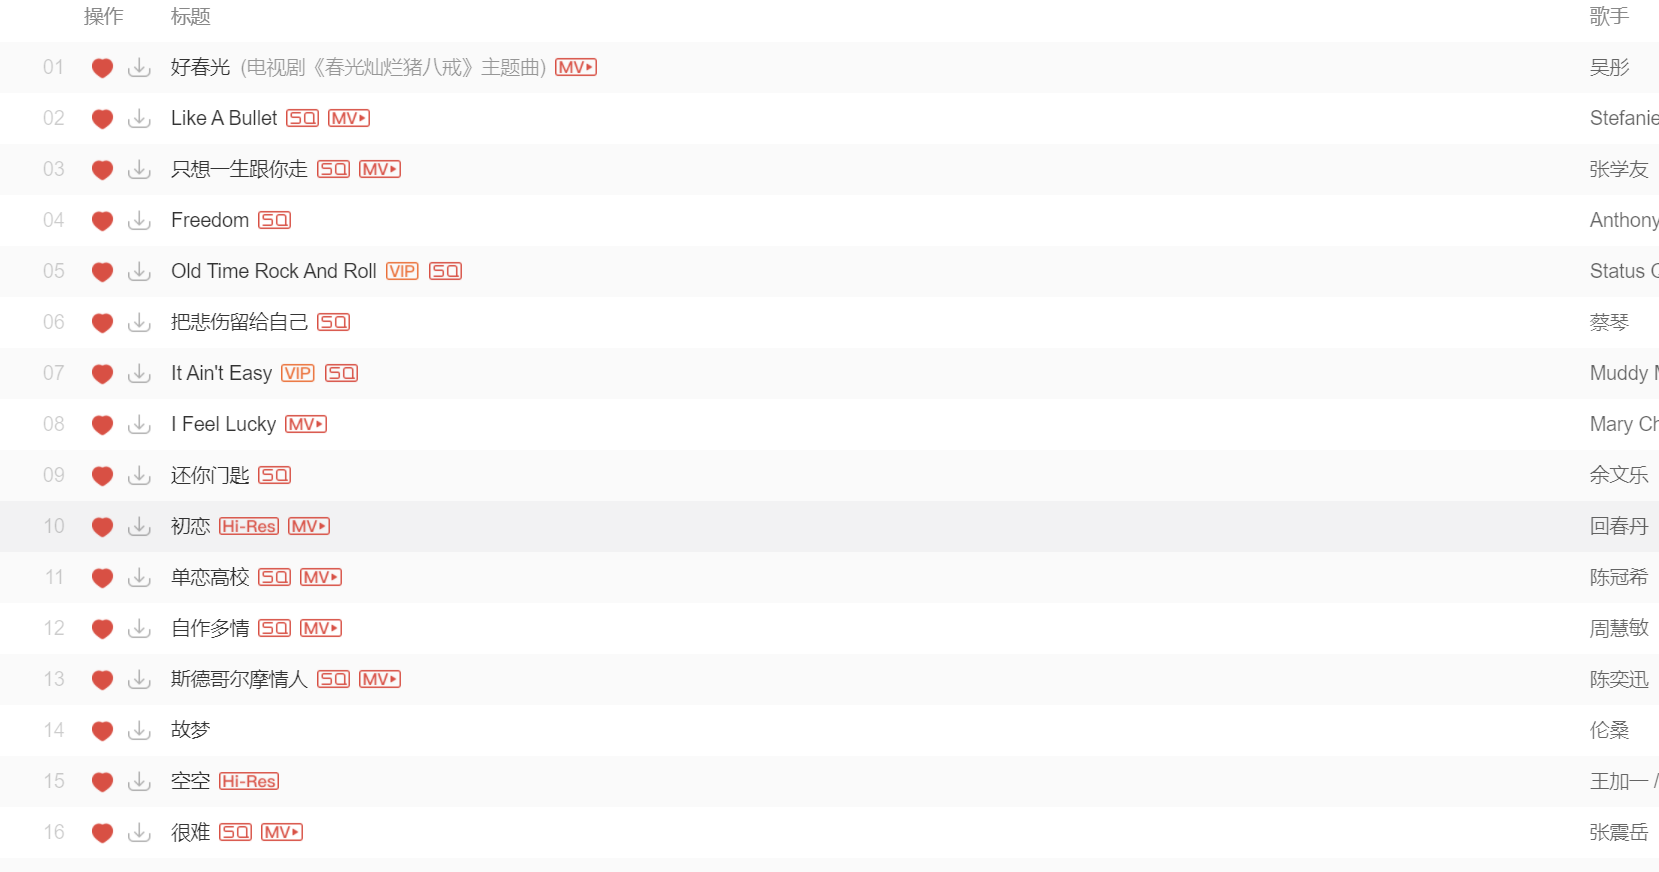 操作 标题 歌手
01 好春光 (电视剧《春光灿烂猪八戒》主题曲) MV 吴彤
02 Like A Bullet SQ MV Stefanie
03 只想一生跟你走 SQ MV 张学友
04 Freedom SQ Anthony
05 Old Time Rock And Roll VIP SQ Status
06 把悲伤留给自己 SQ 蔡琴
07 It Ain't Easy VIP SQ Muddy
08 I Feel Lucky MV Mary Ch
09 还你门匙 SQ 余文乐
10 初恋 Hi-Res MV 回春丹
11 单恋高校 SQ MV 陈冠希
12 自作多情 SQ MV 周慧敏
13 斯德哥尔摩情人 SQ MV 陈奕迅
14 故梦 伦桑
15 空空 Hi-Res 王加一 /
16 很难 SQ MV 张震岳